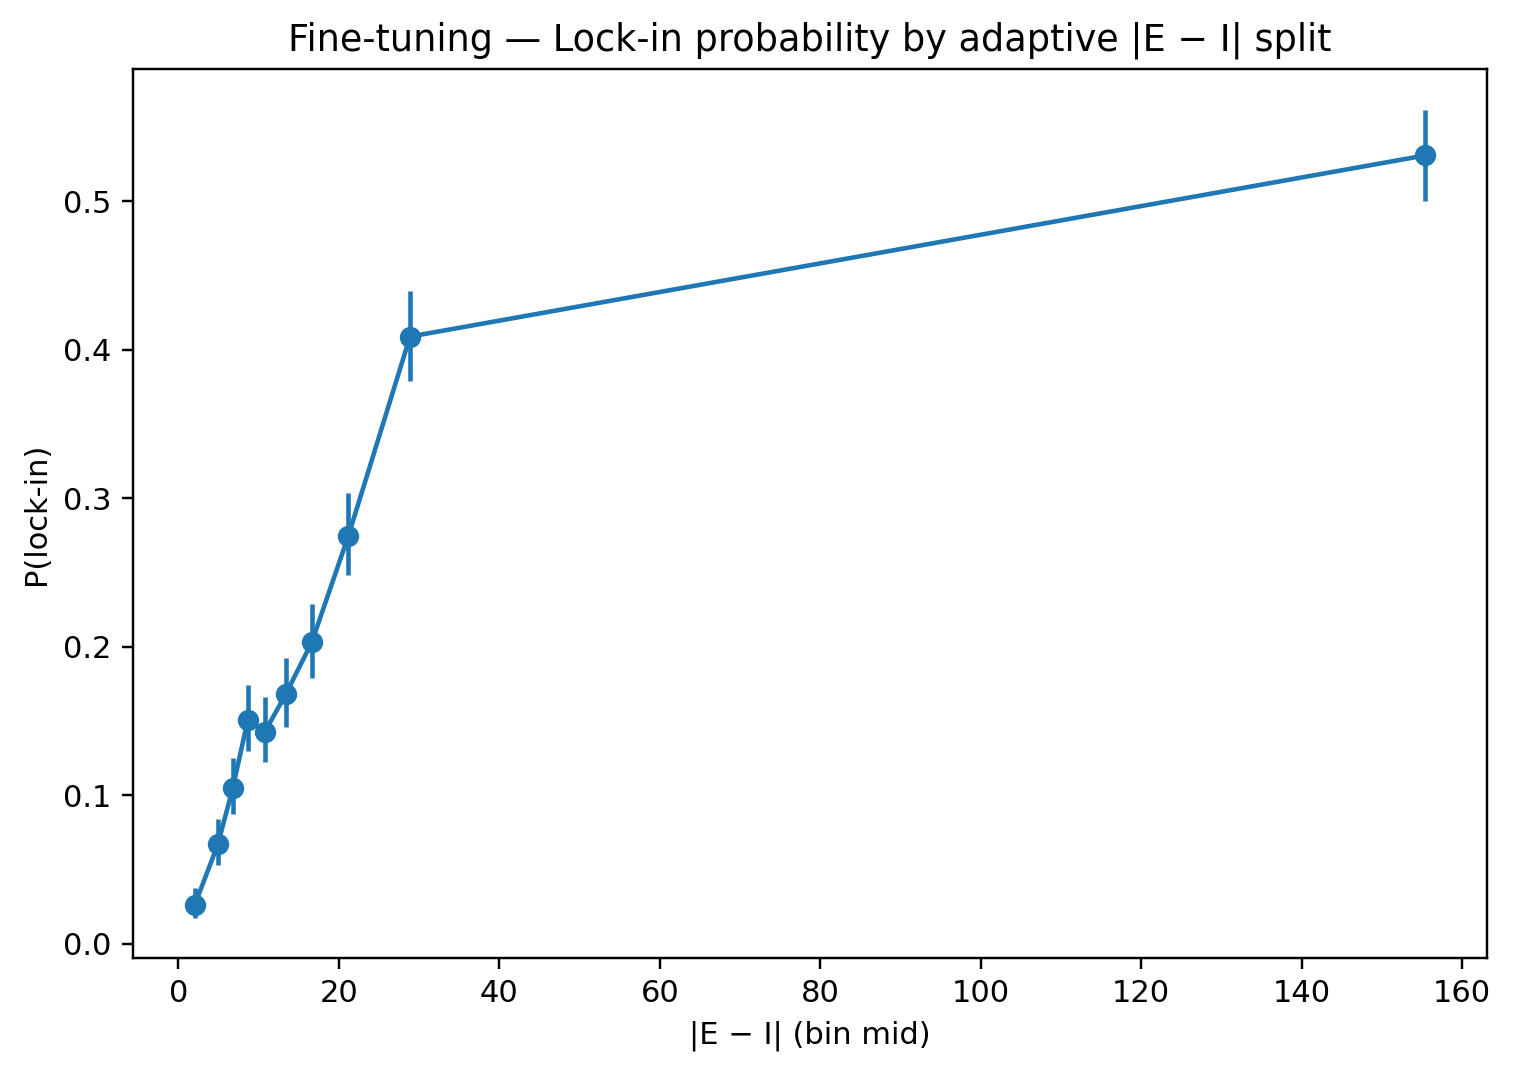 Fine-tuning — Lock-in probability by adaptive |E − I| split
P(lock-in)
0.5
0.4
0.3
0.2
0.1
0.0
0 20 40 60 80 100 120 140 160
|E − I| (bin mid)